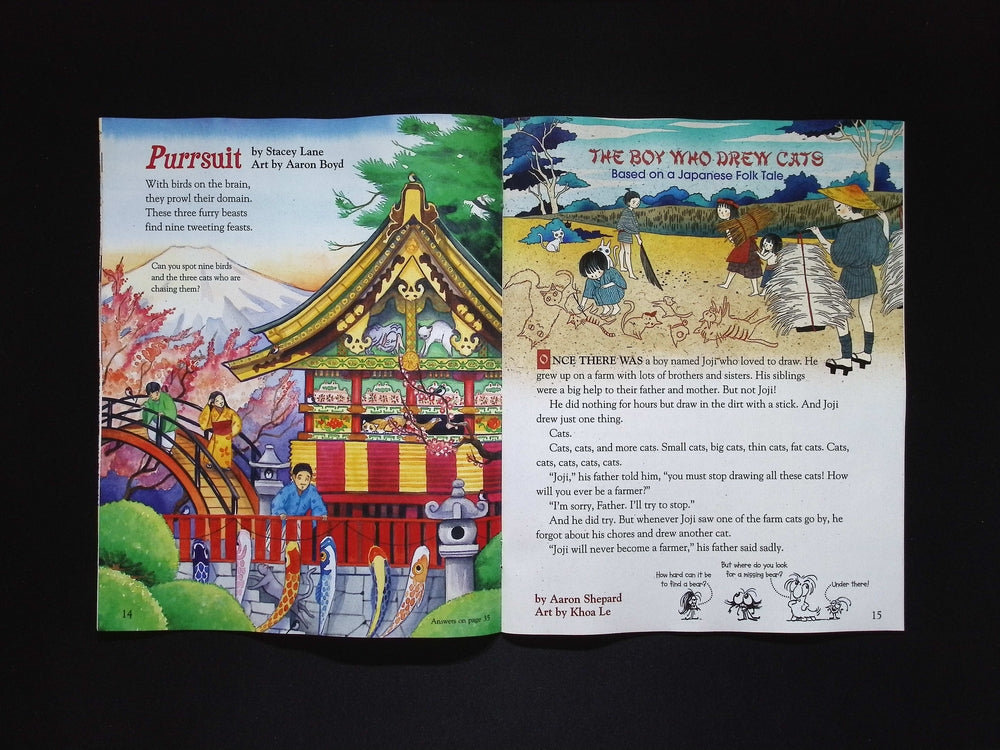 Purrsuit by Stacey Lane
Art by Aaron Boyd
With birds on the brain,
they prowl their domain.
These three furry beasts
find nine tweeting feasts.
Can you spot nine birds
and the three cats who are
chasing them?
14
Answers on page 35
THE BOY WHO DREW CATS
Based on a Japanese Folk Tale
ONCE THERE WAS a boy named Joji who loved to draw. He
grew up on a farm with lots of brothers and sisters. His siblings
were a big help to their father and mother. But not Joji!
He did nothing for hours but draw in the dirt with a stick. And Joji
drew just one thing.
Cats.
Cats, cats, and more cats. Small cats, big cats, thin cats, fat cats. Cats,
cats, cats, cats, cats.
“Joji,” his father told him, “you must stop drawing all these cats! How
will you ever be a farmer?”
“I’m sorry, Father. I’ll try to stop.”
And he did try. But whenever Joji saw one of the farm cats go by, he
forgot about his chores and drew another cat.
“Joji will never become a farmer,” his father said sadly.
by Aaron Shepard
Art by Khoa Le
How hard can it be
to find a bear?
But where do you look
for a missing bear?
Under there!
15